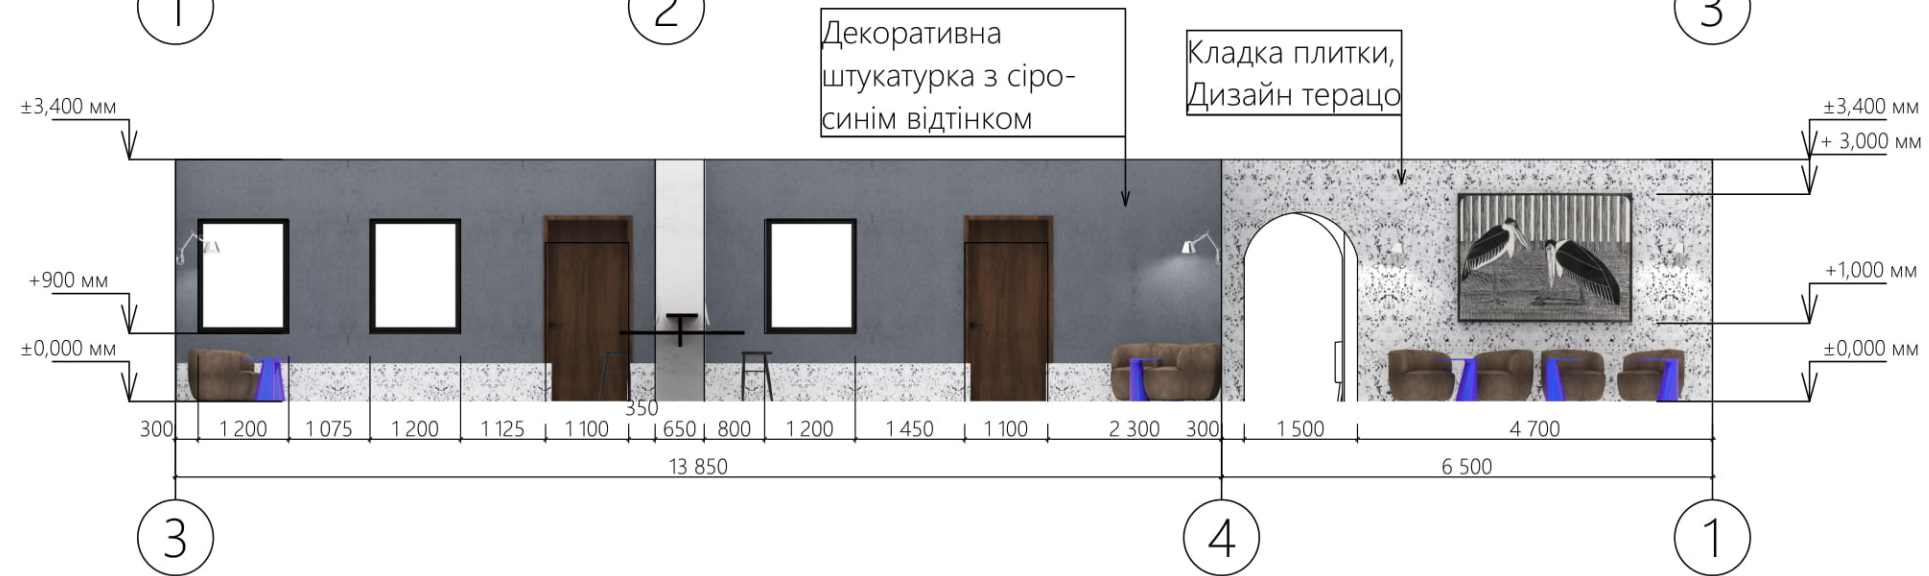 1
2
3
Декоративна
штукатурка з сіро-
синім відтінком
Кладка плитки,
Дизайн терацо
±3,400 мм
±3,400 мм
+ 3,000 мм
+900 мм
+1,000 мм
±0,000 мм
±0,000 мм
350
300 1 200 1 075 1 200 1 125 1 100 650 800 1 200 1 450 1 100 2 300 300 1 500 4 700
13 850 6 500
3 4 1